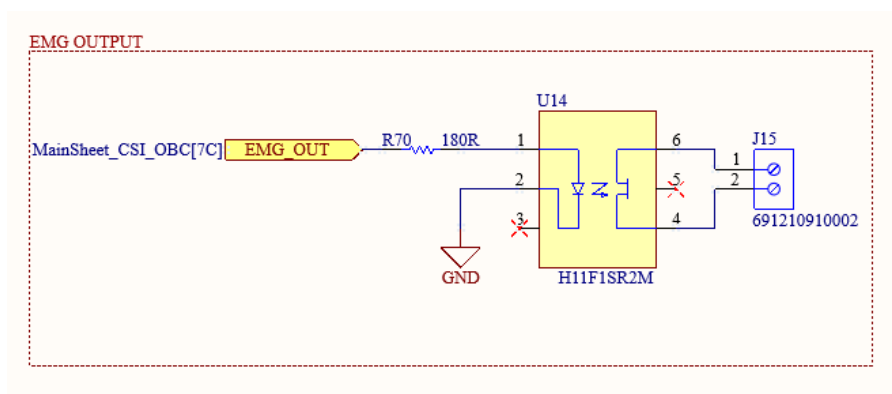 EMG OUTPUT
U14
MainSheet_CSI_OBC[7C] EMG_OUT R70 180R 1 6 J15
1
2 5 2
3 4 691210910002
GND H11F1SR2M